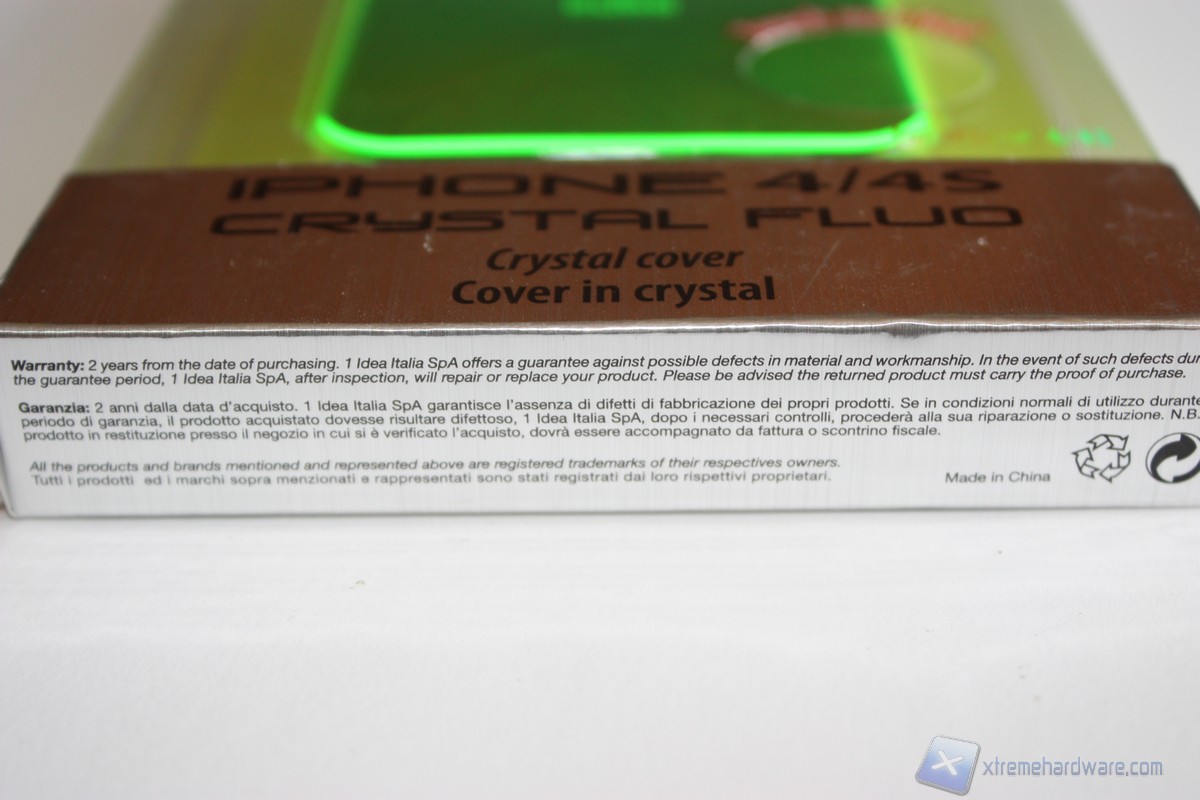 IPHONE 4/4S
CRYSTAL FLUO
Crystal cover
Cover in crystal
Warranty: 2 years from the date of purchasing. 1 Idea Italia SpA offers a guarantee against possible defects in material and workmanship. In the event of such defects dur
the guarantee period, 1 Idea Italia SpA, after inspection, will repair or replace your product. Please be advised the returned product must carry the proof of purchase.
Garanzia: 2 anni dalla data d'acquisto. 1 Idea Italia SpA garantisce l'assenza di difetti di fabbricazione dei propri prodotti. Se in condizioni normali di utilizzo durante
periodo di garanzia, il prodotto acquistato dovesse risultare difettoso, 1 Idea Italia SpA, dopo i necessari controlli, procederà alla sua riparazione o sostituzione. N.B.
prodotto in restituzione presso il negozio in cui si è verificato l'acquisto, dovrà essere accompagnato da fattura o scontrino fiscale.
All the products and brands mentioned and represented above are registered trademarks of their respectives owners.
Tutti i prodotti ed i marchi sopra menzionati e rappresentati sono stati registrati dai loro rispettivi proprietari.
Made in China
xtremehardware.com